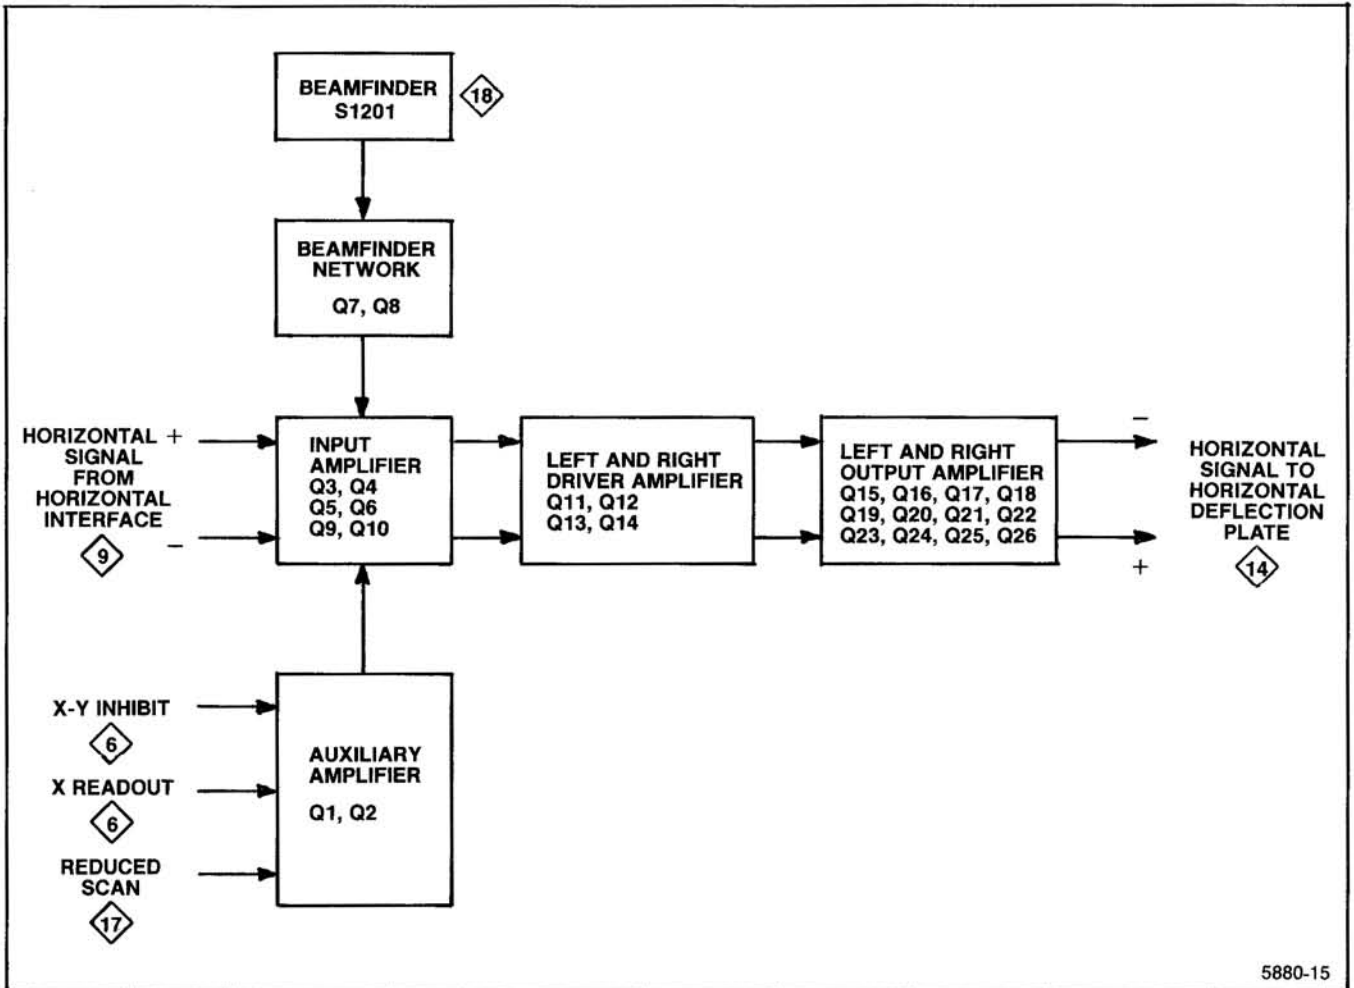 BEAMFINDER
S1201
18
BEAMFINDER
NETWORK
Q7, Q8
HORIZONTAL +
SIGNAL
FROM
HORIZONTAL
INTERFACE
9
−
INPUT
AMPLIFIER
Q3, Q4
Q5, Q6
Q9, Q10
LEFT AND RIGHT
DRIVER AMPLIFIER
Q11, Q12
Q13, Q14
LEFT AND RIGHT
OUTPUT AMPLIFIER
Q15, Q16, Q17, Q18
Q19, Q20, Q21, Q22
Q23, Q24, Q25, Q26
−
+
HORIZONTAL
SIGNAL TO
HORIZONTAL
DEFLECTION
PLATE
14
X-Y INHIBIT
6
X READOUT
6
REDUCED
SCAN
17
AUXILIARY
AMPLIFIER
Q1, Q2
5880-15